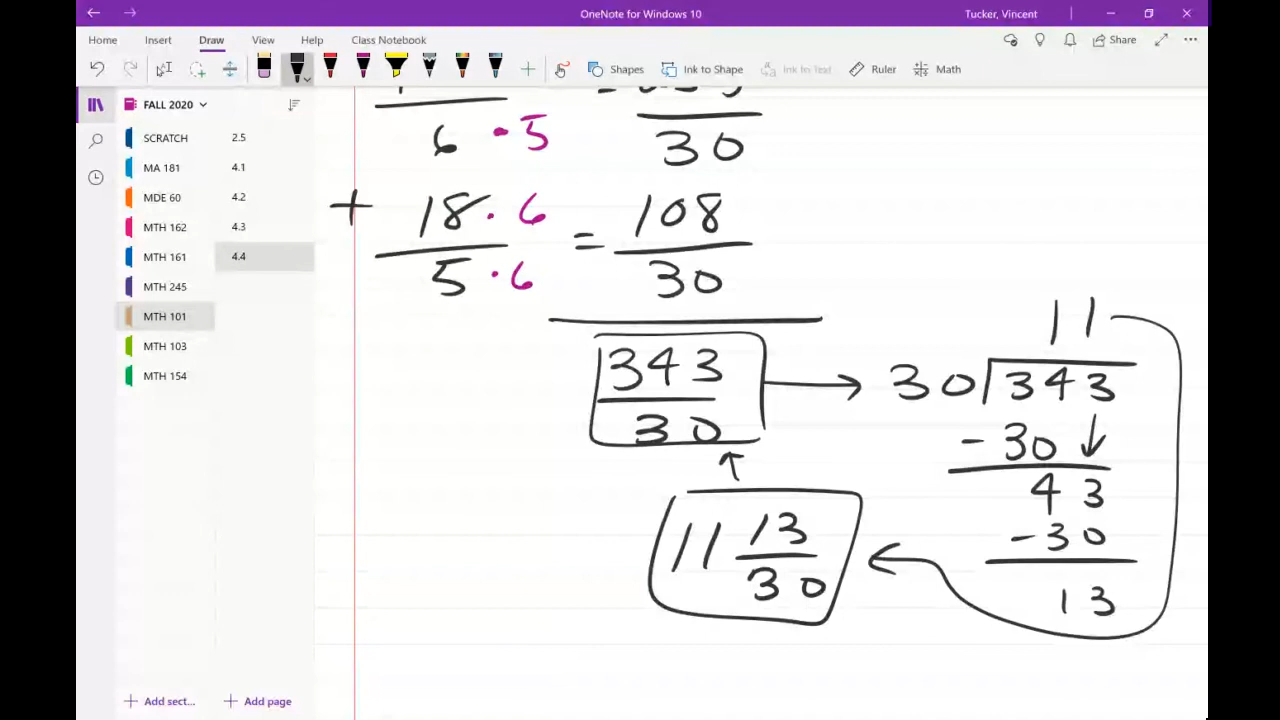 OneNote for Windows 10
Tucker, Vincent
Home Insert Draw View Help Class Notebook
Share
Shapes
Ink to Shape
Ink to Text
Ruler
Math
FALL 2020
SCRATCH
MA 181
MDE 60
MTH 162
MTH 161
MTH 245
MTH 101
MTH 103
MTH 154
2.5
4.1
4.2
4.3
4.4
Add sect...
Add page
6 · 5
30
+ 18 · 6 = 108
5 · 6 30
343
30
→
11
30 343
- 30 ↓
43
- 30
13
↑
11 13/30
←